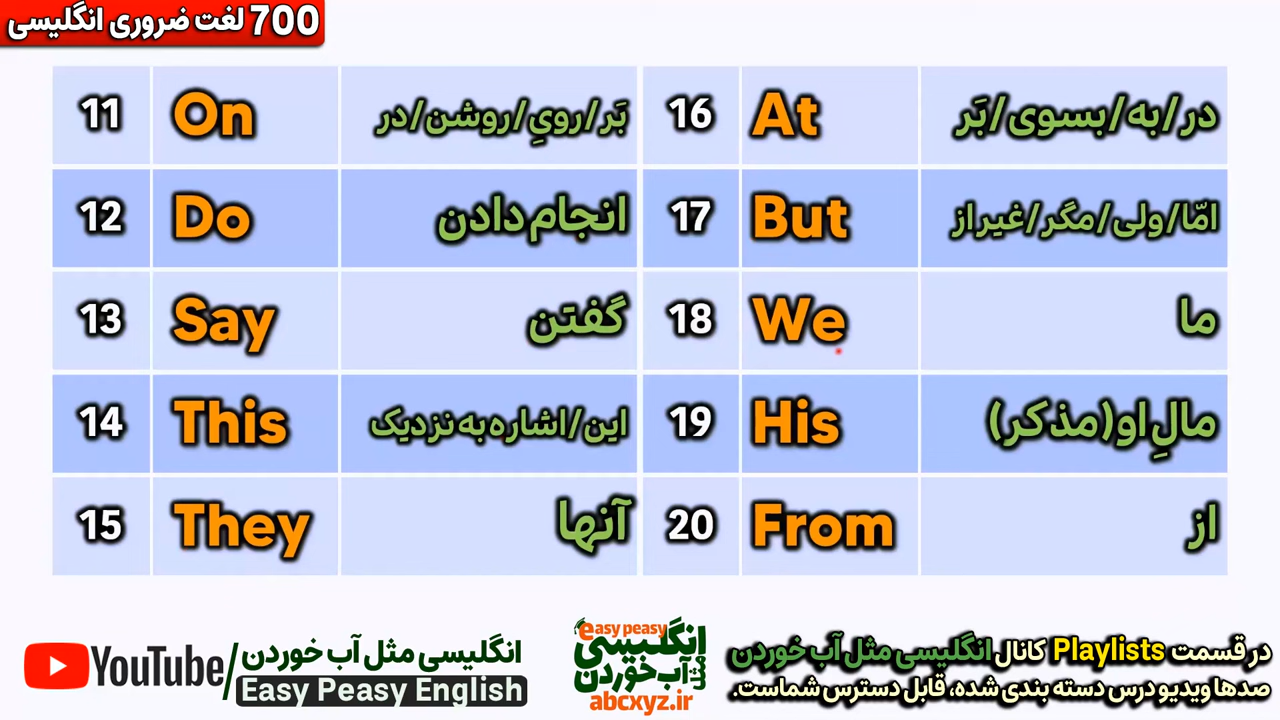 700 لغت ضروری انگلیسی
11 On بَر/رویِ/روشن/در
12 Do انجام دادن
13 Say گفتن
14 This این/اشاره به نزدیک
15 They آنها
16 At در/به/بسوی/بَر
17 But امّا/ولی/مگر/غیر از
18 We ما
19 His مالِ او(مذکر)
20 From از
YouTube/انگلیسی مثل آب خوردن
Easy Peasy English
easy peasy
انگلیسی
مثل آب خوردن
abcxyz.ir
در قسمت Playlists کانال انگلیسی مثل آب خوردن
صدها ویدیو درس دسته بندی شده، قابل دسترس شماست.